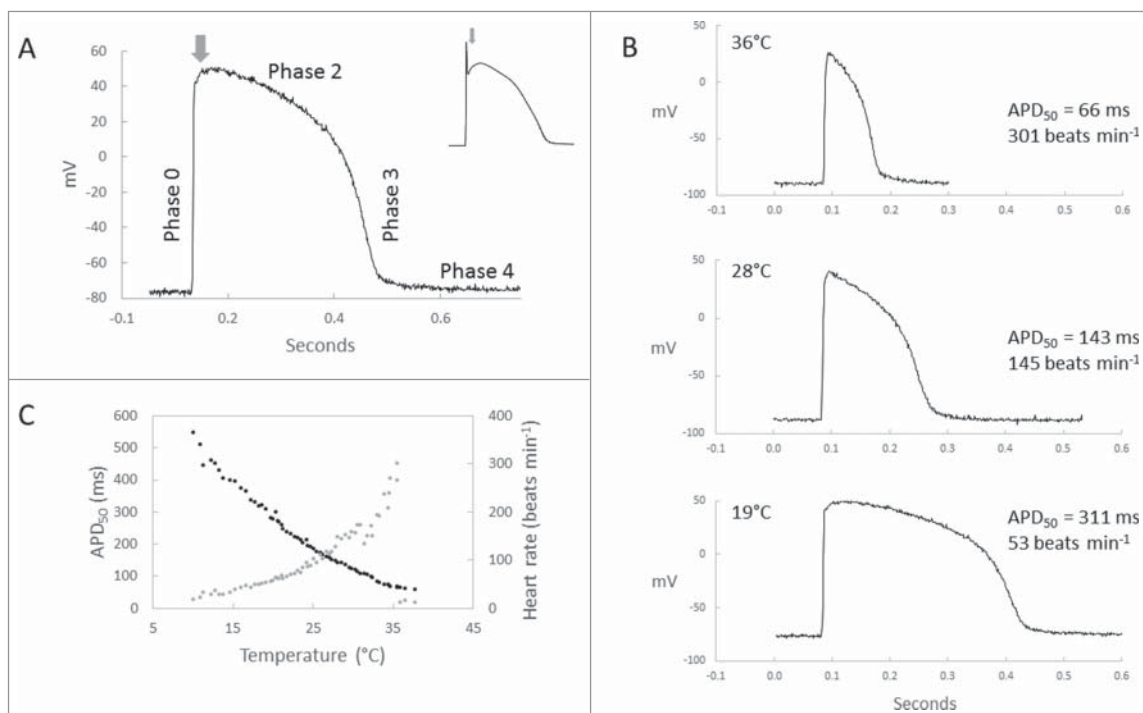 A
60
40
20
0
-20
-40
-60
-80
mV
Phase 0
Phase 2
Phase 3
Phase 4
-0.1
0.2
0.4
0.6
Seconds
B
36°C
50
0
-50
-100
mV
APD₅₀ = 66 ms
301 beats min⁻¹
-0.1 0.0 0.1 0.2 0.3 0.4 0.5 0.6
28°C
50
0
-50
-100
mV
APD₅₀ = 143 ms
145 beats min⁻¹
-0.1 0.0 0.1 0.2 0.3 0.4 0.5 0.6
19°C
50
0
-50
-100
mV
APD₅₀ = 311 ms
53 beats min⁻¹
-0.1 0.0 0.1 0.2 0.3 0.4 0.5 0.6
Seconds
C
600
500
400
300
200
100
0
APD₅₀ (ms)
400
300
200
100
0
Heart rate (beats min⁻¹)
5 15 25 35 45
Temperature (°C)